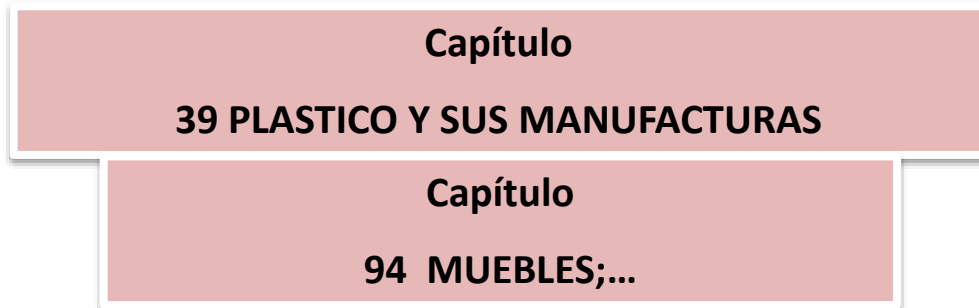 Capítulo
39 PLASTICO Y SUS MANUFACTURAS
Capítulo
94 MUEBLES;...